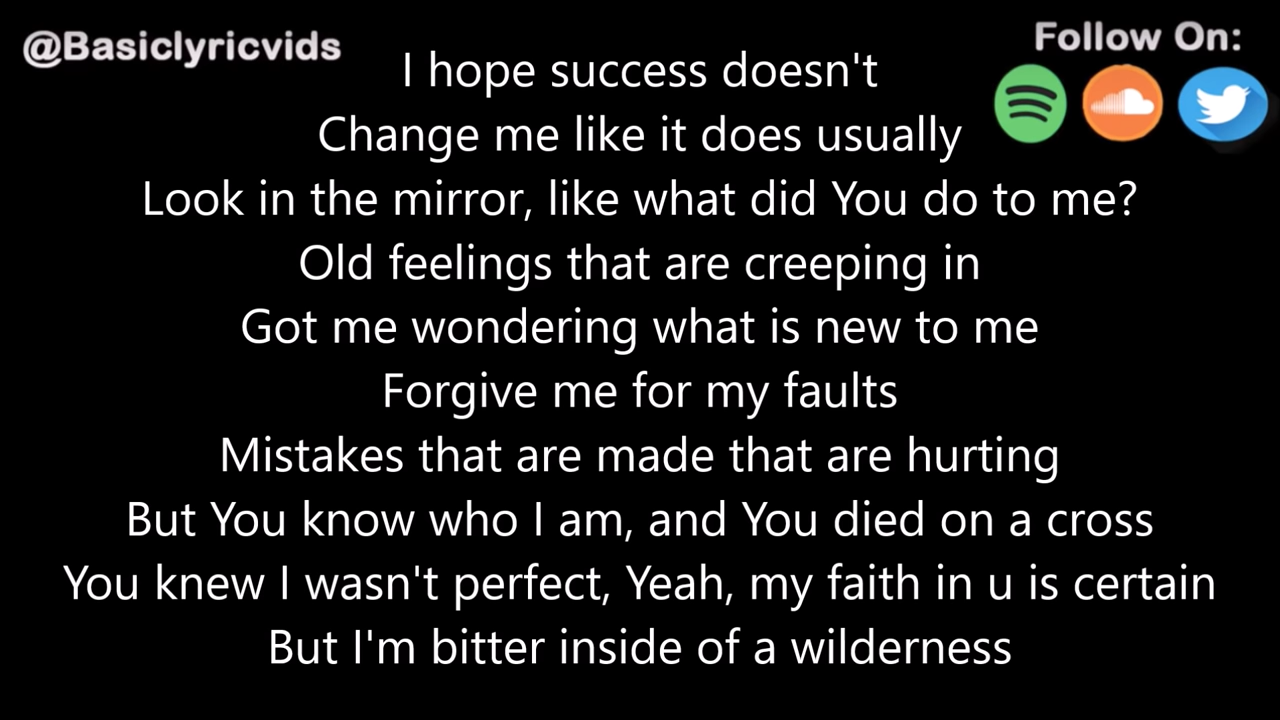 @Basiclyricvids
Follow On:
I hope success doesn't
Change me like it does usually
Look in the mirror, like what did You do to me?
Old feelings that are creeping in
Got me wondering what is new to me
Forgive me for my faults
Mistakes that are made that are hurting
But You know who I am, and You died on a cross
You knew I wasn't perfect, Yeah, my faith in u is certain
But I'm bitter inside of a wilderness